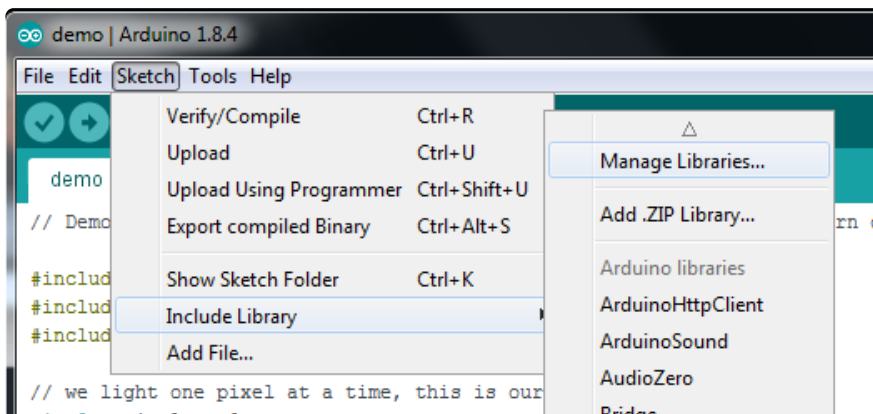 demo | Arduino 1.8.4
File Edit Sketch Tools Help
Verify/Compile Ctrl+R
Upload Ctrl+U
Upload Using Programmer Ctrl+Shift+U
Export compiled Binary Ctrl+Alt+S
Show Sketch Folder Ctrl+K
Include Library
Add File...
Manage Libraries...
Add .ZIP Library...
Arduino libraries
ArduinoHttpClient
ArduinoSound
AudioZero
Bridge
demo
// Demo
#includ
#includ
#includ
// we light one pixel at a time, this is our